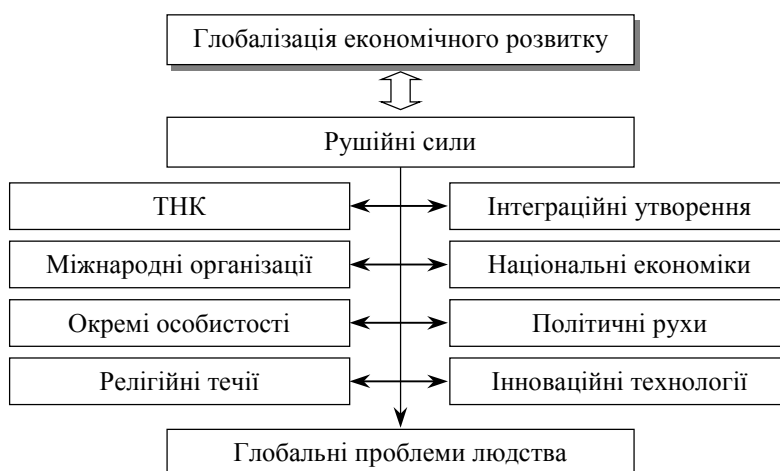 Глобалізація економічного розвитку
Рушійні сили
ТНК
Інтеграційні утворення
Міжнародні організації
Національні економіки
Окремі особистості
Політичні рухи
Релігійні течії
Інноваційні технології
Глобальні проблеми людства